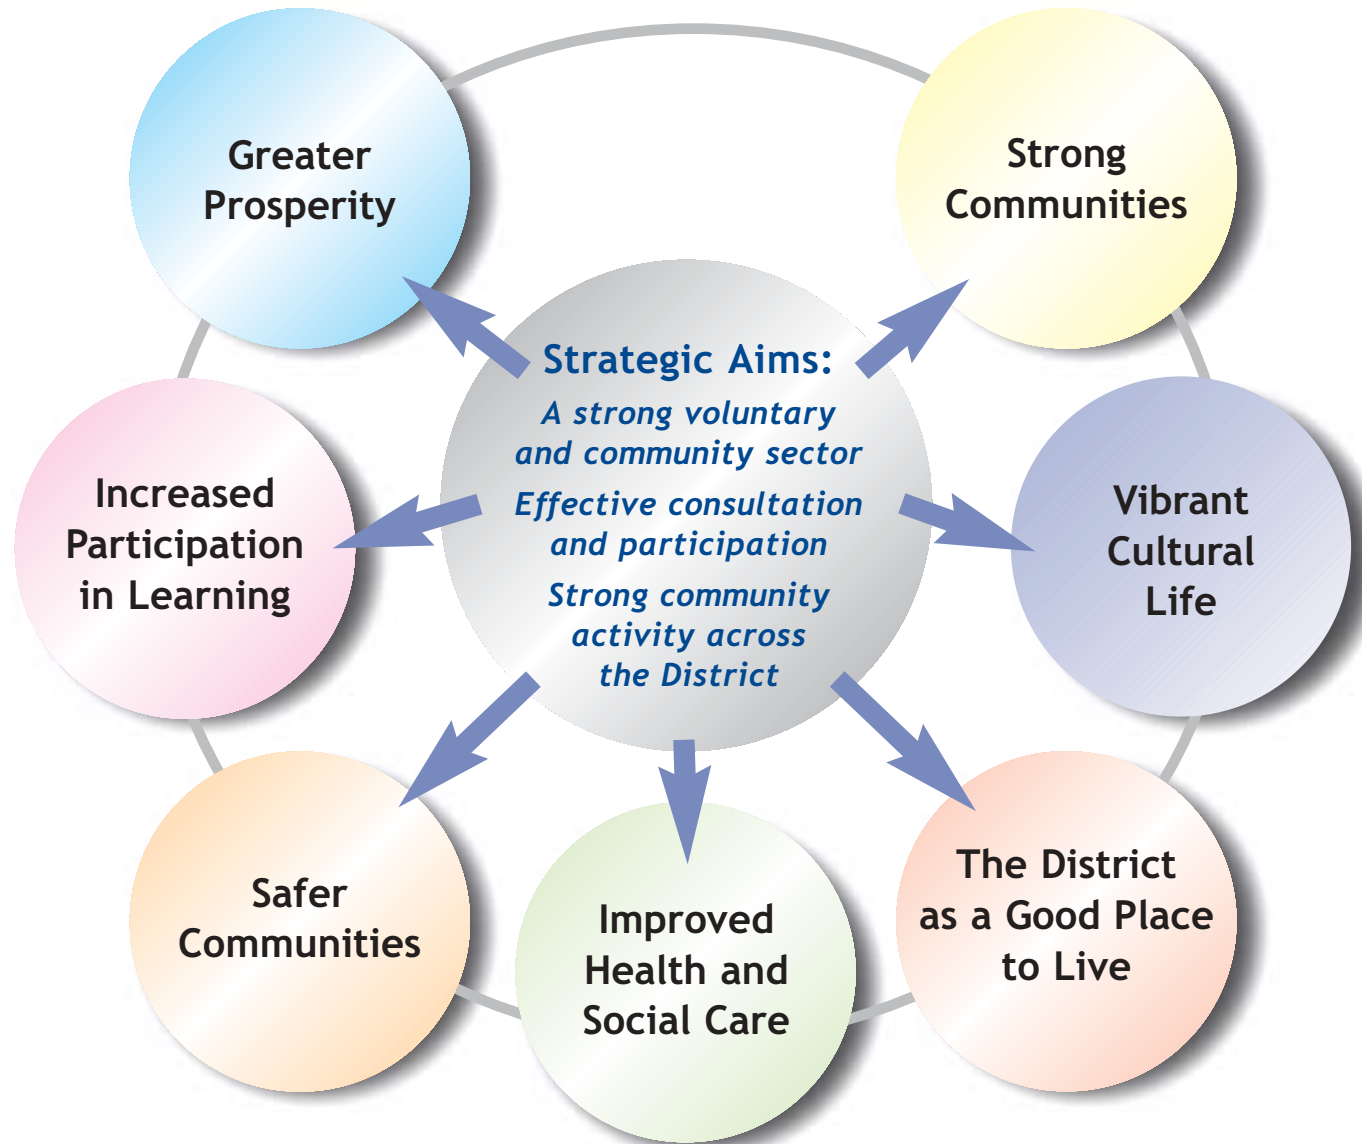 Greater
Prosperity
Strong
Communities
Strategic Aims:
A strong voluntary
and community sector
Effective consultation
and participation
Strong community
activity across
the District
Increased
Participation
in Learning
Vibrant
Cultural
Life
Safer
Communities
Improved
Health and
Social Care
The District
as a Good Place
to Live